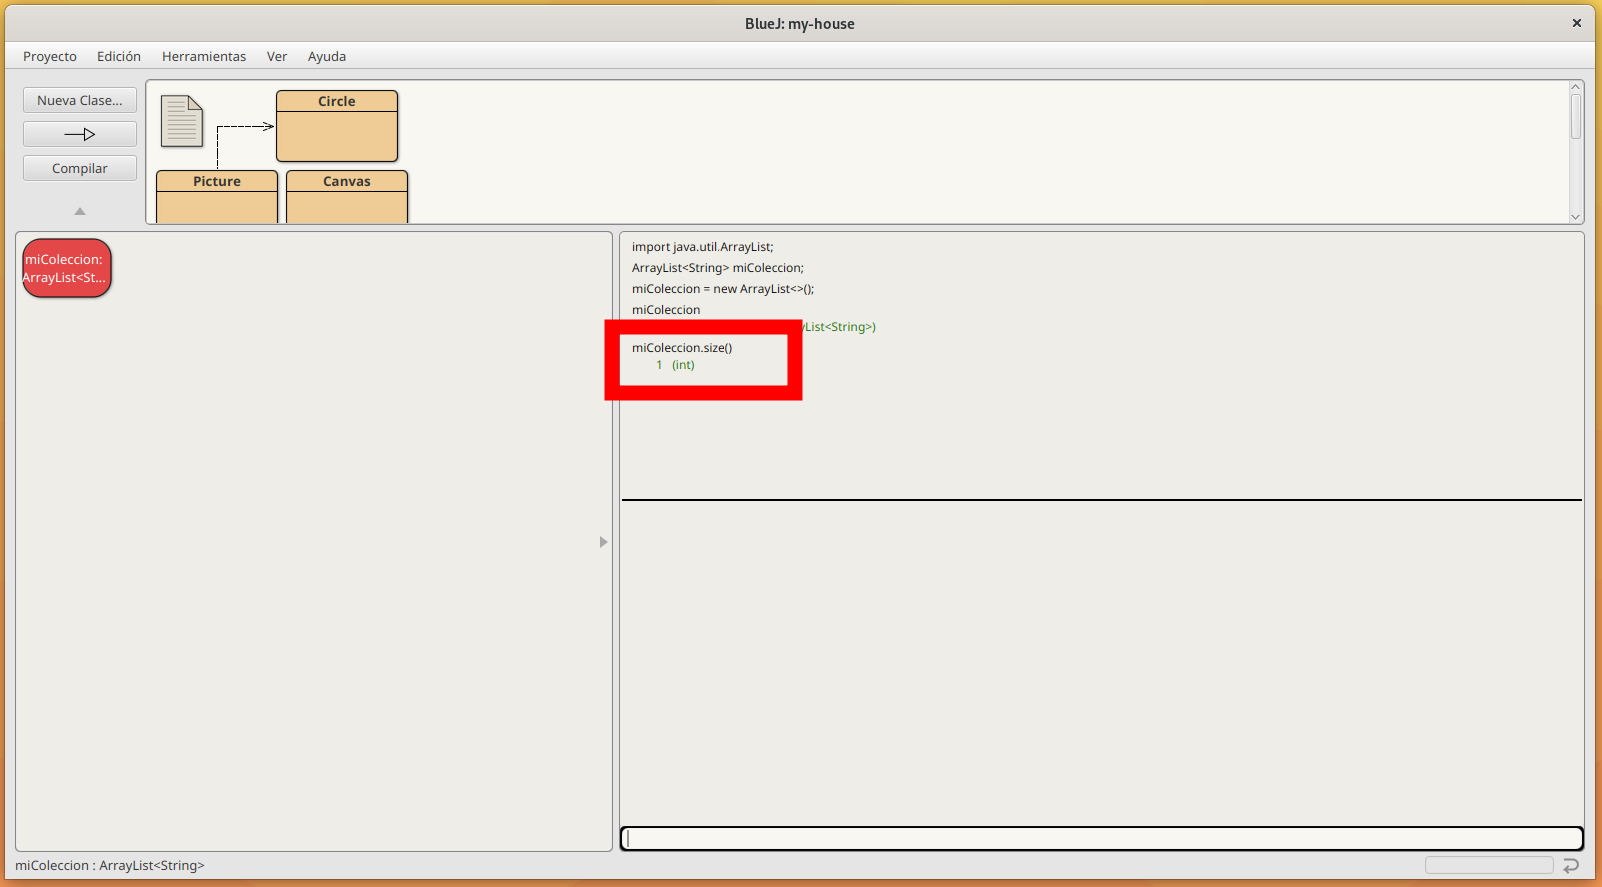 BlueJ: my-house
Proyecto Edición Herramientas Ver Ayuda
Nueva Clase...
Compilar
Circle
Picture
Canvas
miColeccion:
ArrayList<St...
import java.util.ArrayList;
ArrayList<String> miColeccion;
miColeccion = new ArrayList<>();
miColeccion
List<String>)
miColeccion.size()
1 (int)
miColeccion : ArrayList<String>